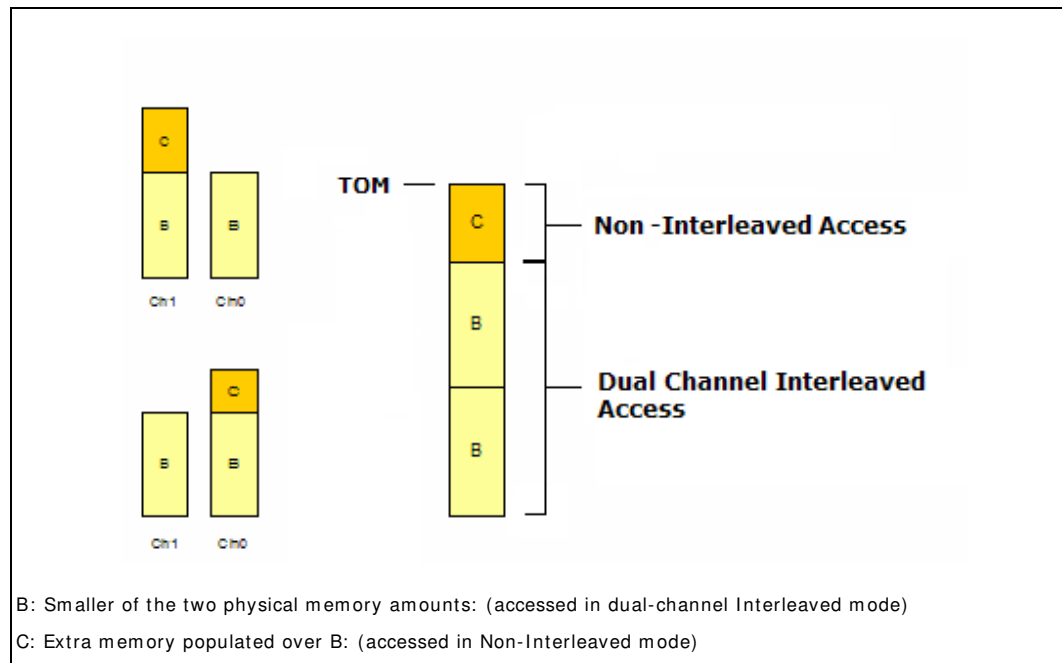 C
B
B
Ch1
Ch0
TOM
C
Non -Interleaved Access
B
Dual Channel Interleaved
Access
B
C
B
B
Ch1
Ch0
B: Smaller of the two physical memory amounts: (accessed in dual-channel Interleaved mode)
C: Extra memory populated over B: (accessed in Non-Interleaved mode)